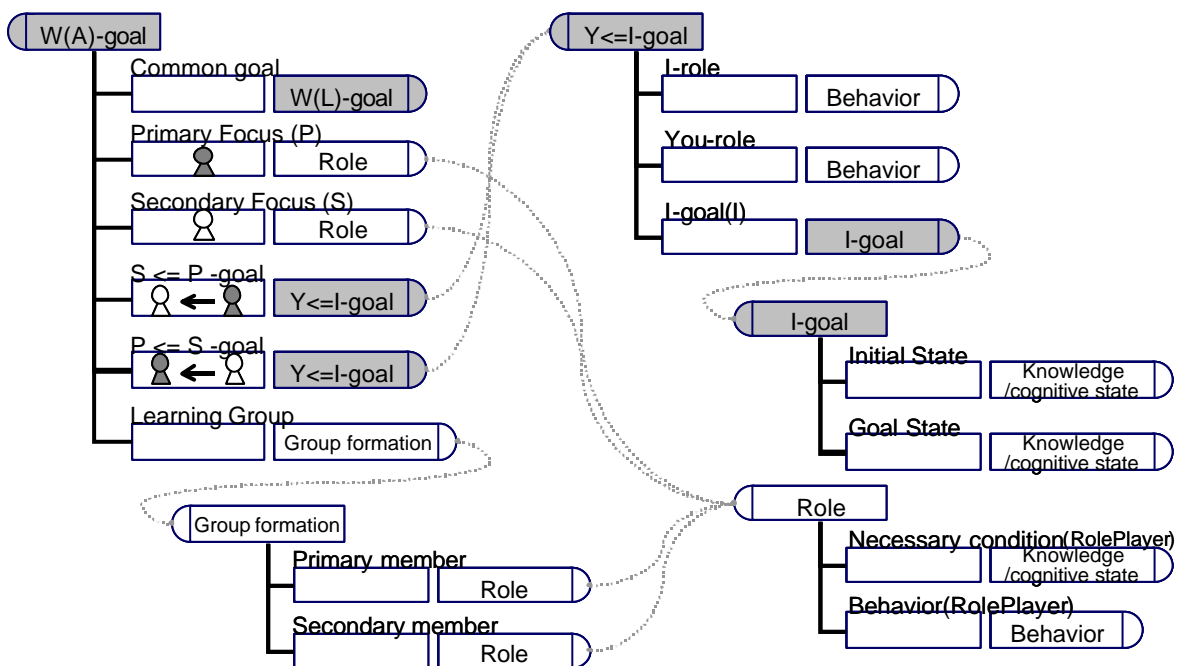 W(A)-goal
Common goal
W(L)-goal
Primary Focus (P)
Role
Secondary Focus (S)
Role
S <= P -goal
Y<=I-goal
P <= S -goal
Y<=I-goal
Learning Group
Group formation
Group formation
Primary member
Role
Secondary member
Role
Y<=I-goal
I-role
Behavior
You-role
Behavior
I-goal(I)
I-goal
I-goal
Initial State
Knowledge
/cognitive state
Goal State
Knowledge
/cognitive state
Role
Necessary condition(RolePlayer)
Knowledge
/cognitive state
Behavior(RolePlayer)
Behavior